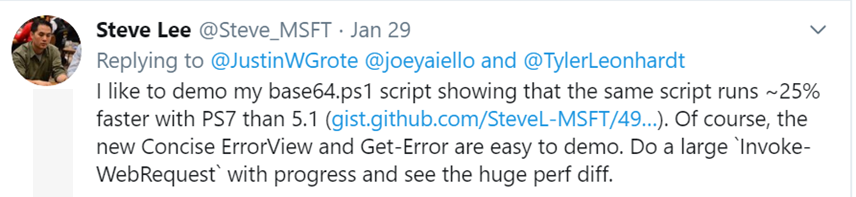 Steve Lee @Steve_MSFT · Jan 29
Replying to @JustinWGrote @joeyaiello and @TylerLeonhardt
I like to demo my base64.ps1 script showing that the same script runs ~25%
faster with PS7 than 5.1 (gist.github.com/SteveL-MSFT/49...). Of course, the
new Concise ErrorView and Get-Error are easy to demo. Do a large `Invoke-
WebRequest` with progress and see the huge perf diff.